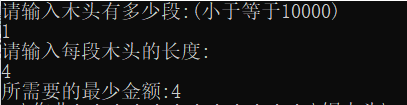 请输入木头有多少段:(小于等于10000)
1
请输入每段木头的长度:
4
所需要的最少金额:4